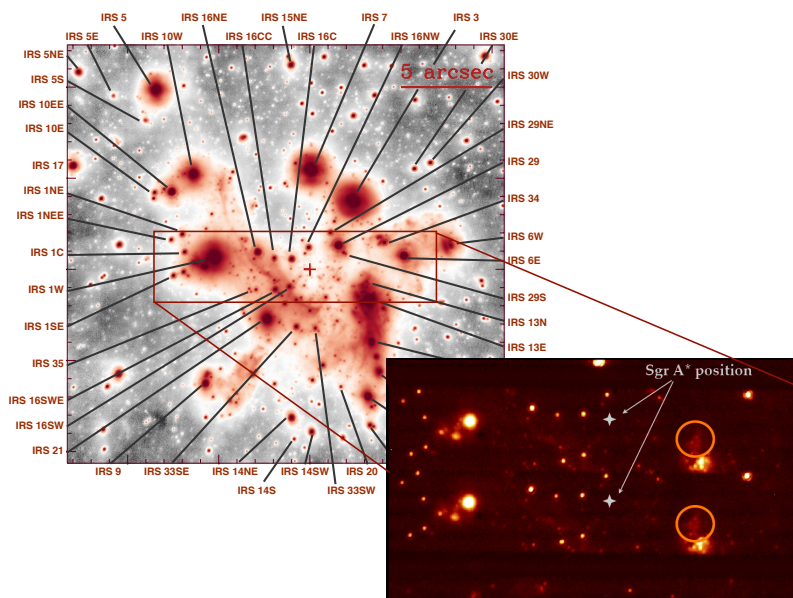 IRS 5
IRS 16NE
IRS 15NE
IRS 7
IRS 3
IRS 5E
IRS 10W
IRS 16CC
IRS 16C
IRS 16NW
IRS 30E
IRS 5NE
IRS 5S
IRS 10EE
IRS 10E
IRS 17
IRS 1NE
IRS 1NEE
IRS 1C
IRS 1W
IRS 1SE
IRS 35
IRS 16SWE
IRS 16SW
IRS 21
5 arcsec
IRS 30W
IRS 29NE
IRS 29
IRS 34
IRS 6W
IRS 6E
IRS 29S
IRS 13N
IRS 13E
IRS 9
IRS 33SE
IRS 14NE
IRS 14SW
IRS 20
IRS 14S
IRS 33SW
Sgr A* position